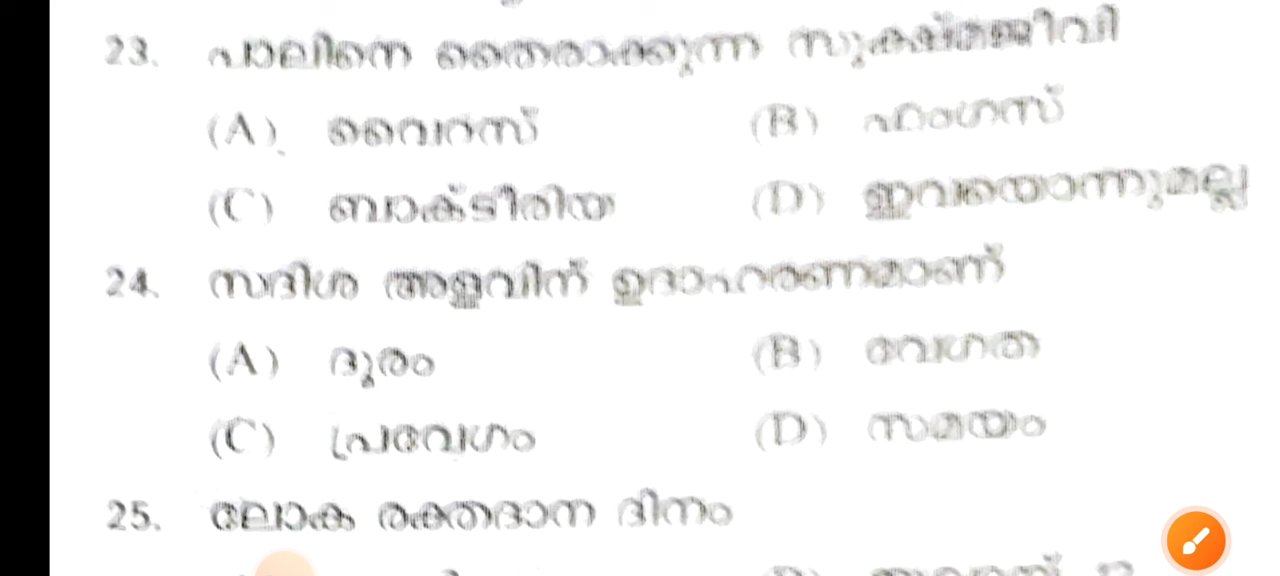 23. പാലിനെ തൈരാക്കുന്ന സൂക്ഷ്മജീവി
(A) വൈറസ് (B) ഫംഗസ്
(C) ബാക്ടീരിയ (D) ഇവയൊന്നുമല്ല
24. സദിശ അളവിന് ഉദാഹരണമാണ്
(A) ദൂരം (B) വേഗത
(C) പ്രവേഗം (D) സമയം
25. ലോക രക്തദാന ദിനം